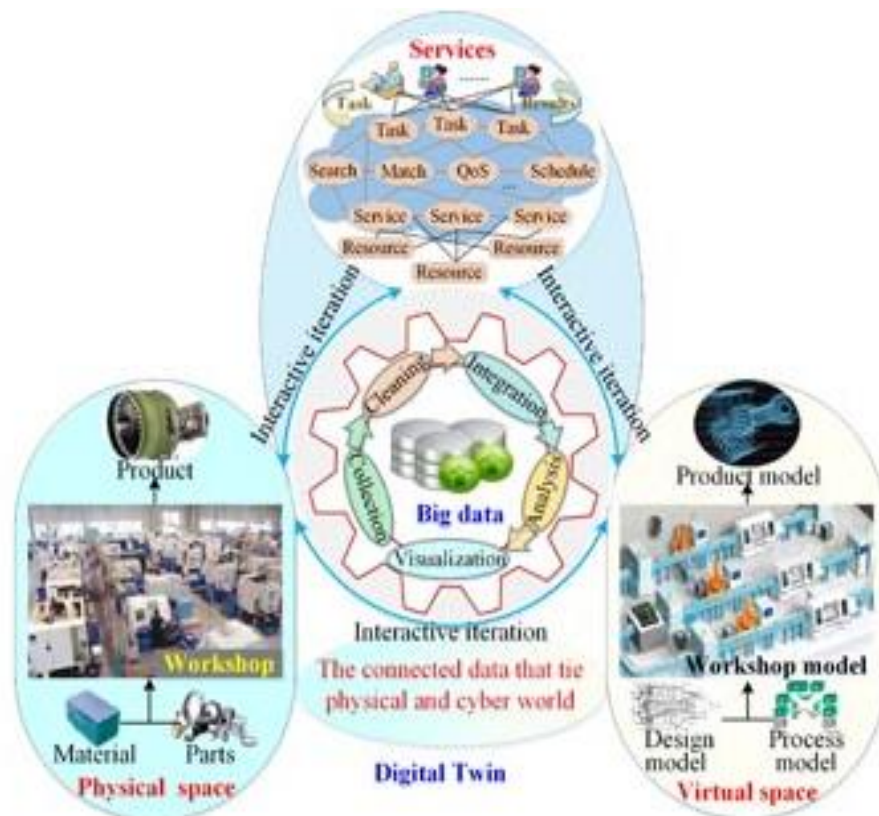 Services
Task
Results
Task
Task
Task
Search
Match
QoS
Schedule
...
Service
Service
Service
Resource
Resource
Resource
Interactive iteration
Interactive iteration
Cleaning
Integration
Collection
Analysis
Big data
Visualization
Interactive iteration
The connected data that tie
physical and cyber world
Digital Twin
Product
Workshop
Material
Parts
Physical space
Product model
Workshop model
Design
model
Process
model
Virtual space